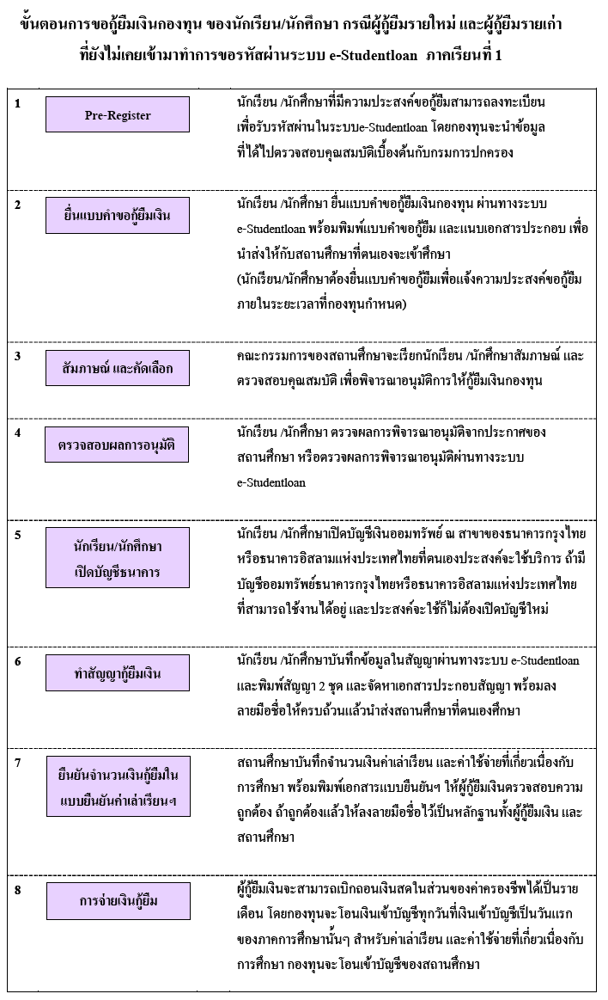 ขั้นตอนการขอกู้ยืมเงินกองทุน ของนักเรียน/นักศึกษา กรณีผู้กู้ยืมรายใหม่ และผู้กู้ยืมรายเก่า
ที่ยังไม่เคยเข้ามาทำการขอรหัสผ่านระบบ e-Studentloan ภาคเรียนที่ 1
1
Pre-Register
นักเรียน /นักศึกษาที่มีความประสงค์ขอกู้ยืมสามารถลงทะเบียน
เพื่อรับรหัสผ่านในระบบe-Studentloan โดยกองทุนจะนำข้อมูล
ที่ได้ไปตรวจสอบคุณสมบัติเบื้องต้นกับกรมการปกครอง
2
ยื่นแบบคำขอกู้ยืมเงิน
นักเรียน /นักศึกษา ยื่นแบบคำขอกู้ยืมเงินกองทุน ผ่านทางระบบ
e-Studentloan พร้อมพิมพ์แบบคำขอกู้ยืม และแนบเอกสารประกอบ เพื่อ
นำส่งให้กับสถานศึกษาที่ตนเองจะเข้าศึกษา
(นักเรียน/นักศึกษาต้องยื่นแบบคำขอกู้ยืมเพื่อแจ้งความประสงค์ขอกู้ยืม
ภายในระยะเวลาที่กองทุนกำหนด)
3
สัมภาษณ์ และคัดเลือก
คณะกรรมการของสถานศึกษาจะเรียกนักเรียน /นักศึกษาสัมภาษณ์ และ
ตรวจสอบคุณสมบัติ เพื่อพิจารณาอนุมัติการให้กู้ยืมเงินกองทุน
4
ตรวจสอบผลการอนุมัติ
นักเรียน /นักศึกษา ตรวจผลการพิจารณาอนุมัติจากประกาศของ
สถานศึกษา หรือตรวจผลการพิจารณาอนุมัติผ่านทางระบบ
e-Studentloan
5
นักเรียน/นักศึกษา
เปิดบัญชีธนาคาร
นักเรียน /นักศึกษาเปิดบัญชีเงินออมทรัพย์ ณ สาขาของธนาคารกรุงไทย
หรือธนาคารอิสลามแห่งประเทศไทยที่ตนเองประสงค์จะใช้บริการ ถ้ามี
บัญชีออมทรัพย์ธนาคารกรุงไทยหรือธนาคารอิสลามแห่งประเทศไทย
ที่สามารถใช้งานได้อยู่ และประสงค์จะใช้ก็ไม่ต้องเปิดบัญชีใหม่
6
ทำสัญญากู้ยืมเงิน
นักเรียน /นักศึกษาบันทึกข้อมูลในสัญญาผ่านทางระบบ e-Studentloan
และพิมพ์สัญญา 2 ชุด และจัดหาเอกสารประกอบสัญญา พร้อมลง
ลายมือชื่อให้ครบถ้วนแล้วนำส่งสถานศึกษาที่ตนเองศึกษา
7
ยืนยันจำนวนเงินกู้ยืมใน
แบบยืนยันค่าเล่าเรียนฯ
สถานศึกษาบันทึกจำนวนเงินค่าเล่าเรียน และค่าใช้จ่ายที่เกี่ยวเนื่องกับ
การศึกษา พร้อมพิมพ์เอกสารแบบยืนยันฯ ให้ผู้กู้ยืมเงินตรวจสอบความ
ถูกต้อง ถ้าถูกต้องแล้วให้ลงลายมือชื่อไว้เป็นหลักฐานทั้งผู้กู้ยืมเงิน และ
สถานศึกษา
8
การจ่ายเงินกู้ยืม
ผู้กู้ยืมเงินจะสามารถเบิกถอนเงินสดในส่วนของค่าครองชีพได้เป็นราย
เดือน โดยกองทุนจะโอนเงินเข้าบัญชีทุกวันที่เงินเข้าบัญชีเป็นวันแรก
ของภาคการศึกษานั้นๆ สำหรับค่าเล่าเรียน และค่าใช้จ่ายที่เกี่ยวเนื่องกับ
การศึกษา กองทุนจะโอนเข้าบัญชีของสถานศึกษา